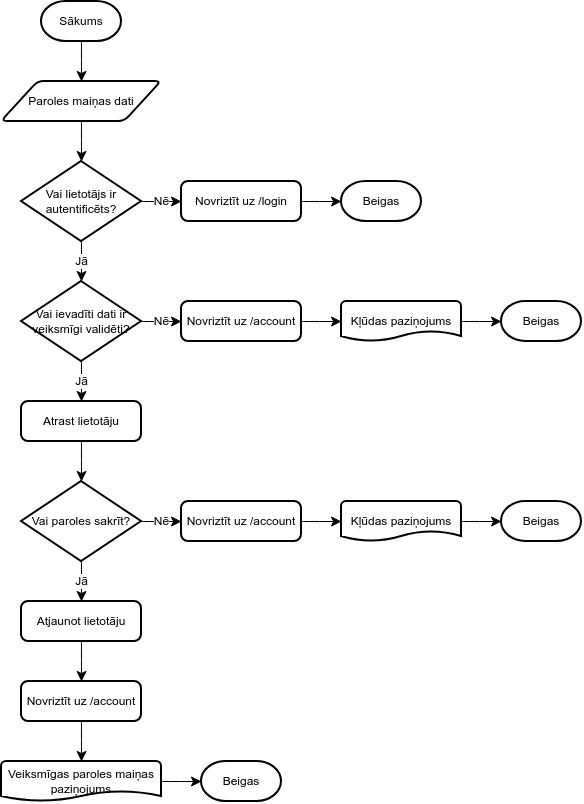 Sākums
Paroles maiņas dati
Vai lietotājs ir
autentificēts?
Nē
Novriztīt uz /login
Beigas
Jā
Vai ievadīti dati ir
veiksmīgi validēti?
Nē
Novriztīt uz /account
Kļūdas paziņojums
Beigas
Jā
Atrast lietotāju
Vai paroles sakrīt?
Nē
Novriztīt uz /account
Kļūdas paziņojums
Beigas
Jā
Atjaunot lietotāju
Novriztīt uz /account
Veiksmīgas paroles maiņas
paziņojums
Beigas